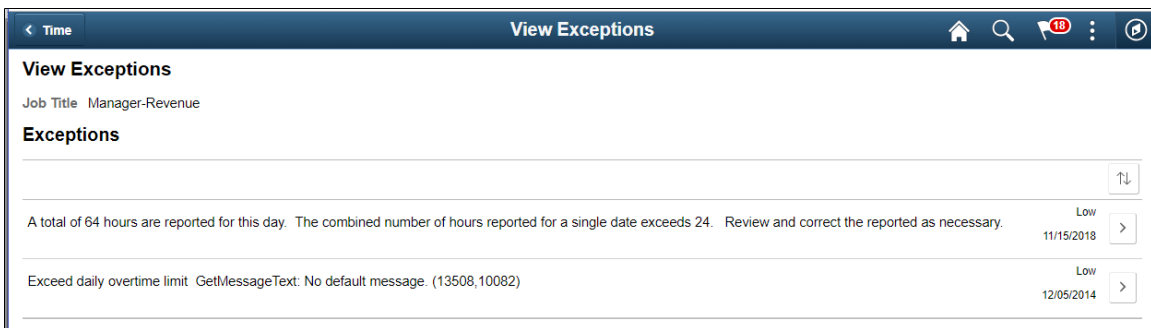 Time
View Exceptions
18
View Exceptions
Job Title Manager-Revenue
Exceptions
A total of 64 hours are reported for this day. The combined number of hours reported for a single date exceeds 24. Review and correct the reported as necessary.
Low
11/15/2018
Exceed daily overtime limit GetMessageText: No default message. (13508,10082)
Low
12/05/2014